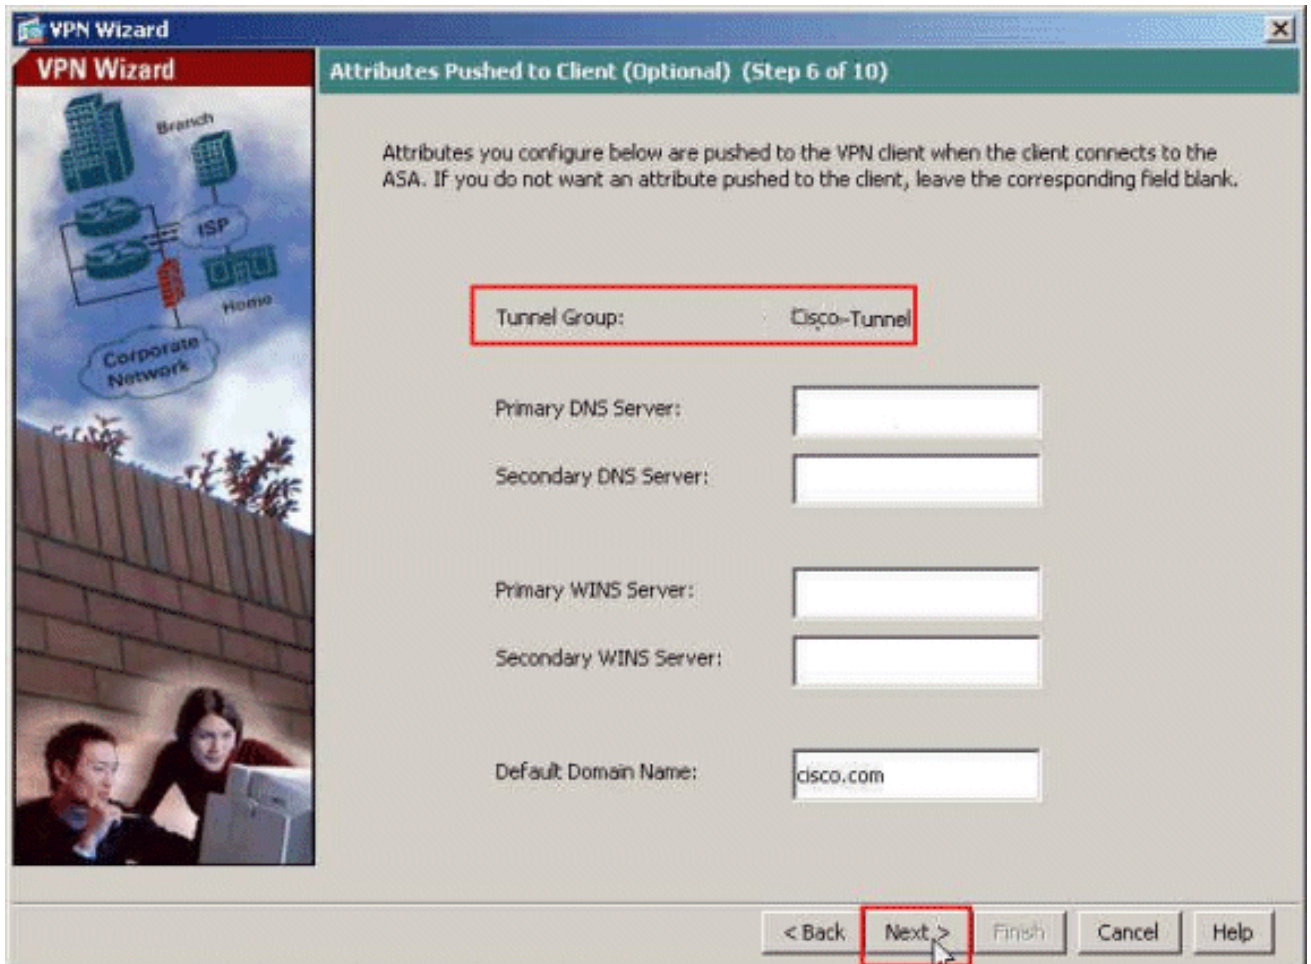 VPN Wizard
VPN Wizard
Attributes Pushed to Client (Optional) (Step 6 of 10)
Branch
ISP
Home
Corporate
Network
Attributes you configure below are pushed to the VPN client when the client connects to the
ASA. If you do not want an attribute pushed to the client, leave the corresponding field blank.
Tunnel Group: Cisco-Tunnel
Primary DNS Server:
Secondary DNS Server:
Primary WINS Server:
Secondary WINS Server:
Default Domain Name: cisco.com
< Back Next > Finish Cancel Help